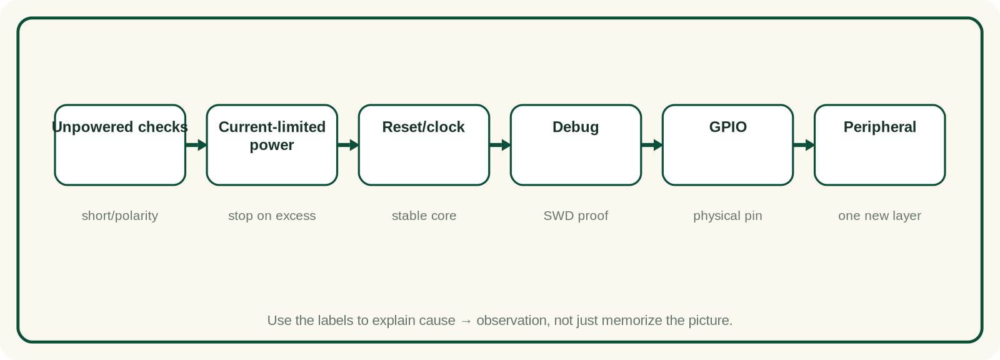 Unpowered checks
Current-limited
power
Reset/clock
Debug
GPIO
Peripheral
short/polarity
stop on excess
stable core
SWD proof
physical pin
one new layer
Use the labels to explain cause → observation, not just memorize the picture.